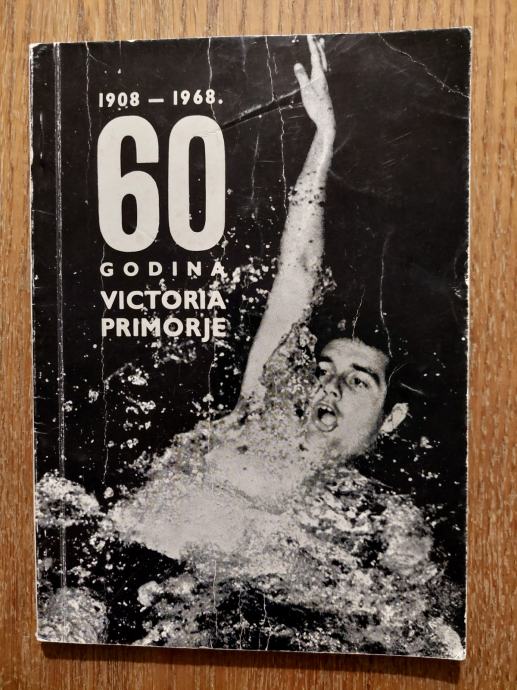 1908 — 1968.
60
GODINA
VICTORIA
PRIMORJE